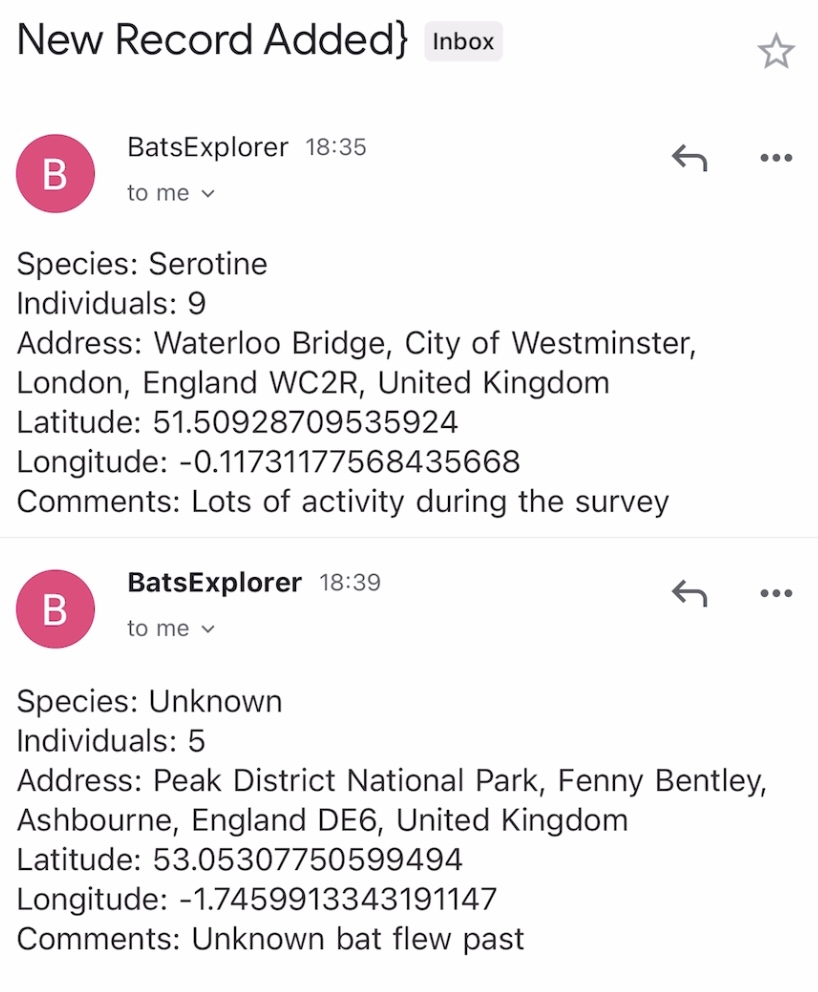 New Record Added} Inbox
B
BatsExplorer 18:35
to me
Species: Serotine
Individuals: 9
Address: Waterloo Bridge, City of Westminster,
London, England WC2R, United Kingdom
Latitude: 51.50928709535924
Longitude: -0.11731177568435668
Comments: Lots of activity during the survey
B
BatsExplorer 18:39
to me
Species: Unknown
Individuals: 5
Address: Peak District National Park, Fenny Bentley,
Ashbourne, England DE6, United Kingdom
Latitude: 53.05307750599494
Longitude: -1.7459913343191147
Comments: Unknown bat flew past